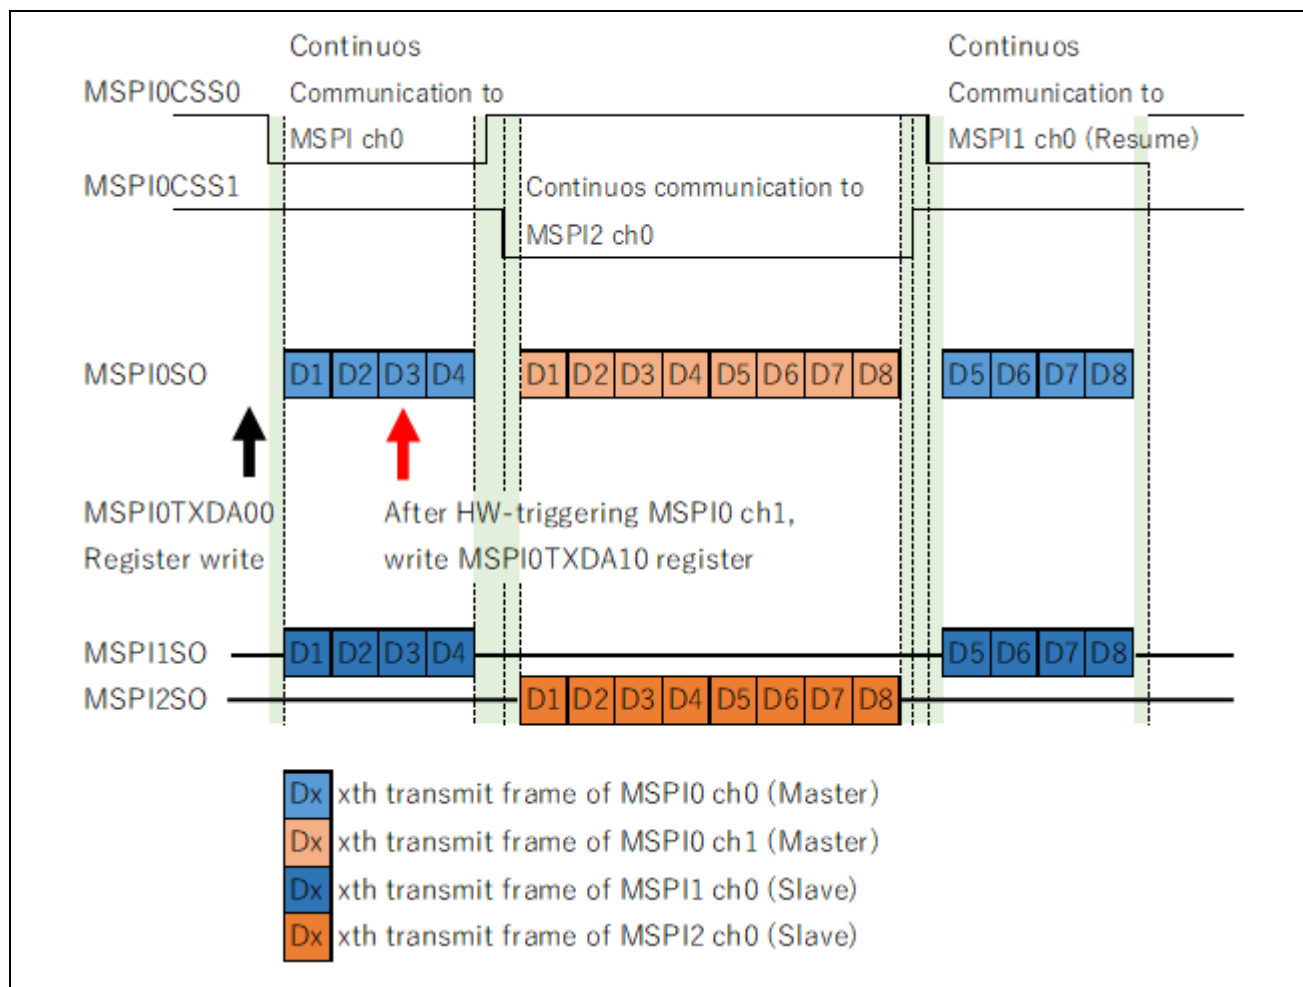 Continuos
Communication to
MSPI ch0
Continuos
Communication to
MSPI1 ch0 (Resume)
MSPI0CSS0
MSPI0CSS1
Continuos communication to
MSPI2 ch0
MSPI0SO
D1 D2 D3 D4
D1 D2 D3 D4 D5 D6 D7 D8
D5 D6 D7 D8
MSPI0TXDA00
Register write
After HW-triggering MSPI0 ch1,
write MSPI0TXDA10 register
MSPI1SO
D1 D2 D3 D4
D5 D6 D7 D8
MSPI2SO
D1 D2 D3 D4 D5 D6 D7 D8
Dx xth transmit frame of MSPI0 ch0 (Master)
Dx xth transmit frame of MSPI0 ch1 (Master)
Dx xth transmit frame of MSPI1 ch0 (Slave)
Dx xth transmit frame of MSPI2 ch0 (Slave)